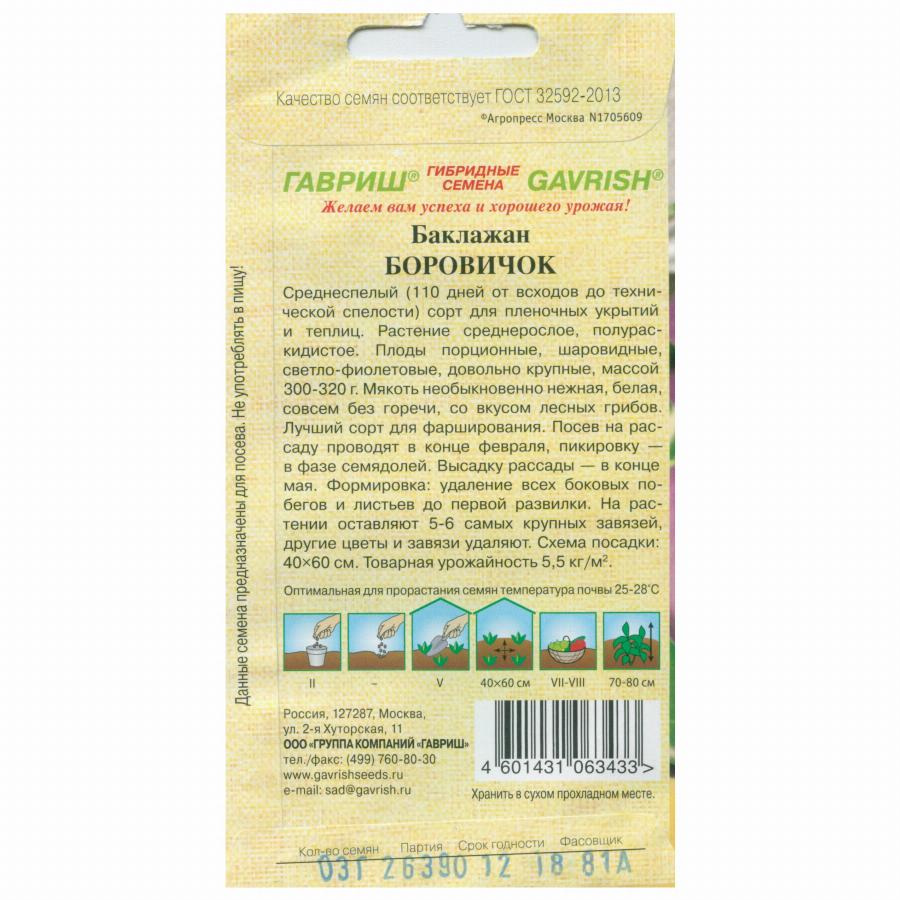 Качество семян соответствует ГОСТ 32592-2013
©Агропресс Москва N1705609
ГАВРИШ® ГИБРИДНЫЕ СЕМЕНА GAVRISH®
Желаем вам успеха и хорошего урожая!
Баклажан
БОРОВИЧОК
Среднеспелый (110 дней от всходов до техни-
ческой спелости) сорт для пленочных укрытий
и теплиц. Растение среднерослое, полурас-
кидистое. Плоды порционные, шаровидные,
светло-фиолетовые, довольно крупные, массой
300-320 г. Мякоть необыкновенно нежная, белая,
совсем без горечи, со вкусом лесных грибов.
Лучший сорт для фарширования. Посев на рас-
саду проводят в конце февраля, пикировку —
в фазе семядолей. Высадку рассады — в конце
мая. Формировка: удаление всех боковых по-
бегов и листьев до первой развилки. На рас-
тении оставляют 5-6 самых крупных завязей,
другие цветы и завязи удаляют. Схема посадки:
40×60 см. Товарная урожайность 5,5 кг/м².
Оптимальная для прорастания семян температура почвы 25-28°С
II – V 40×60 см VII-VIII 70-80 см
Россия, 127287, Москва,
ул. 2-я Хуторская, 11
ООО «ГРУППА КОМПАНИЙ «ГАВРИШ»
тел./факс: (499) 760-80-30
www.gavrishseeds.ru
e-mail: sad@gavrish.ru
4 601431 063433 >
Хранить в сухом прохладном месте.
Кол-во семян Партия Срок годности Фасовщик
03Г 26390 12 18 81А
Данные семена предназначены для посева. Не употреблять в пищу!